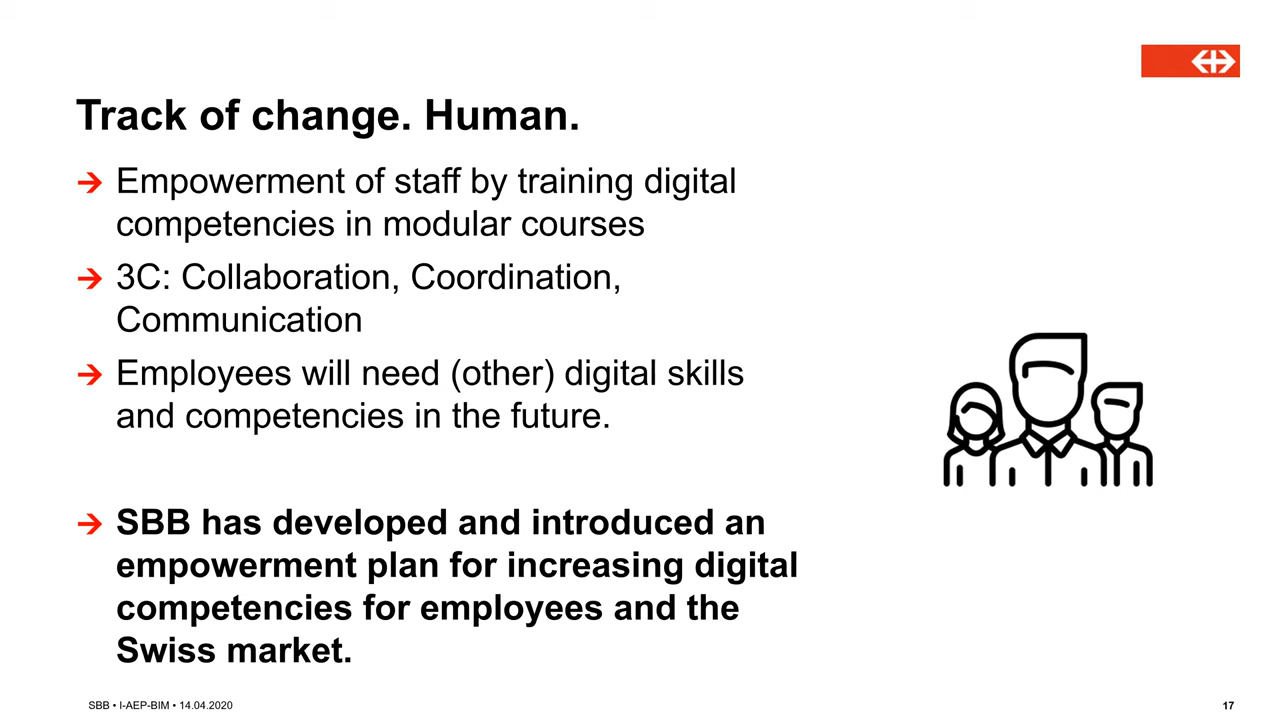 Track of change. Human.
→ Empowerment of staff by training digital
competencies in modular courses
→ 3C: Collaboration, Coordination,
Communication
→ Employees will need (other) digital skills
and competencies in the future.
→ SBB has developed and introduced an
empowerment plan for increasing digital
competencies for employees and the
Swiss market.
SBB • I-AEP-BIM • 14.04.2020
17